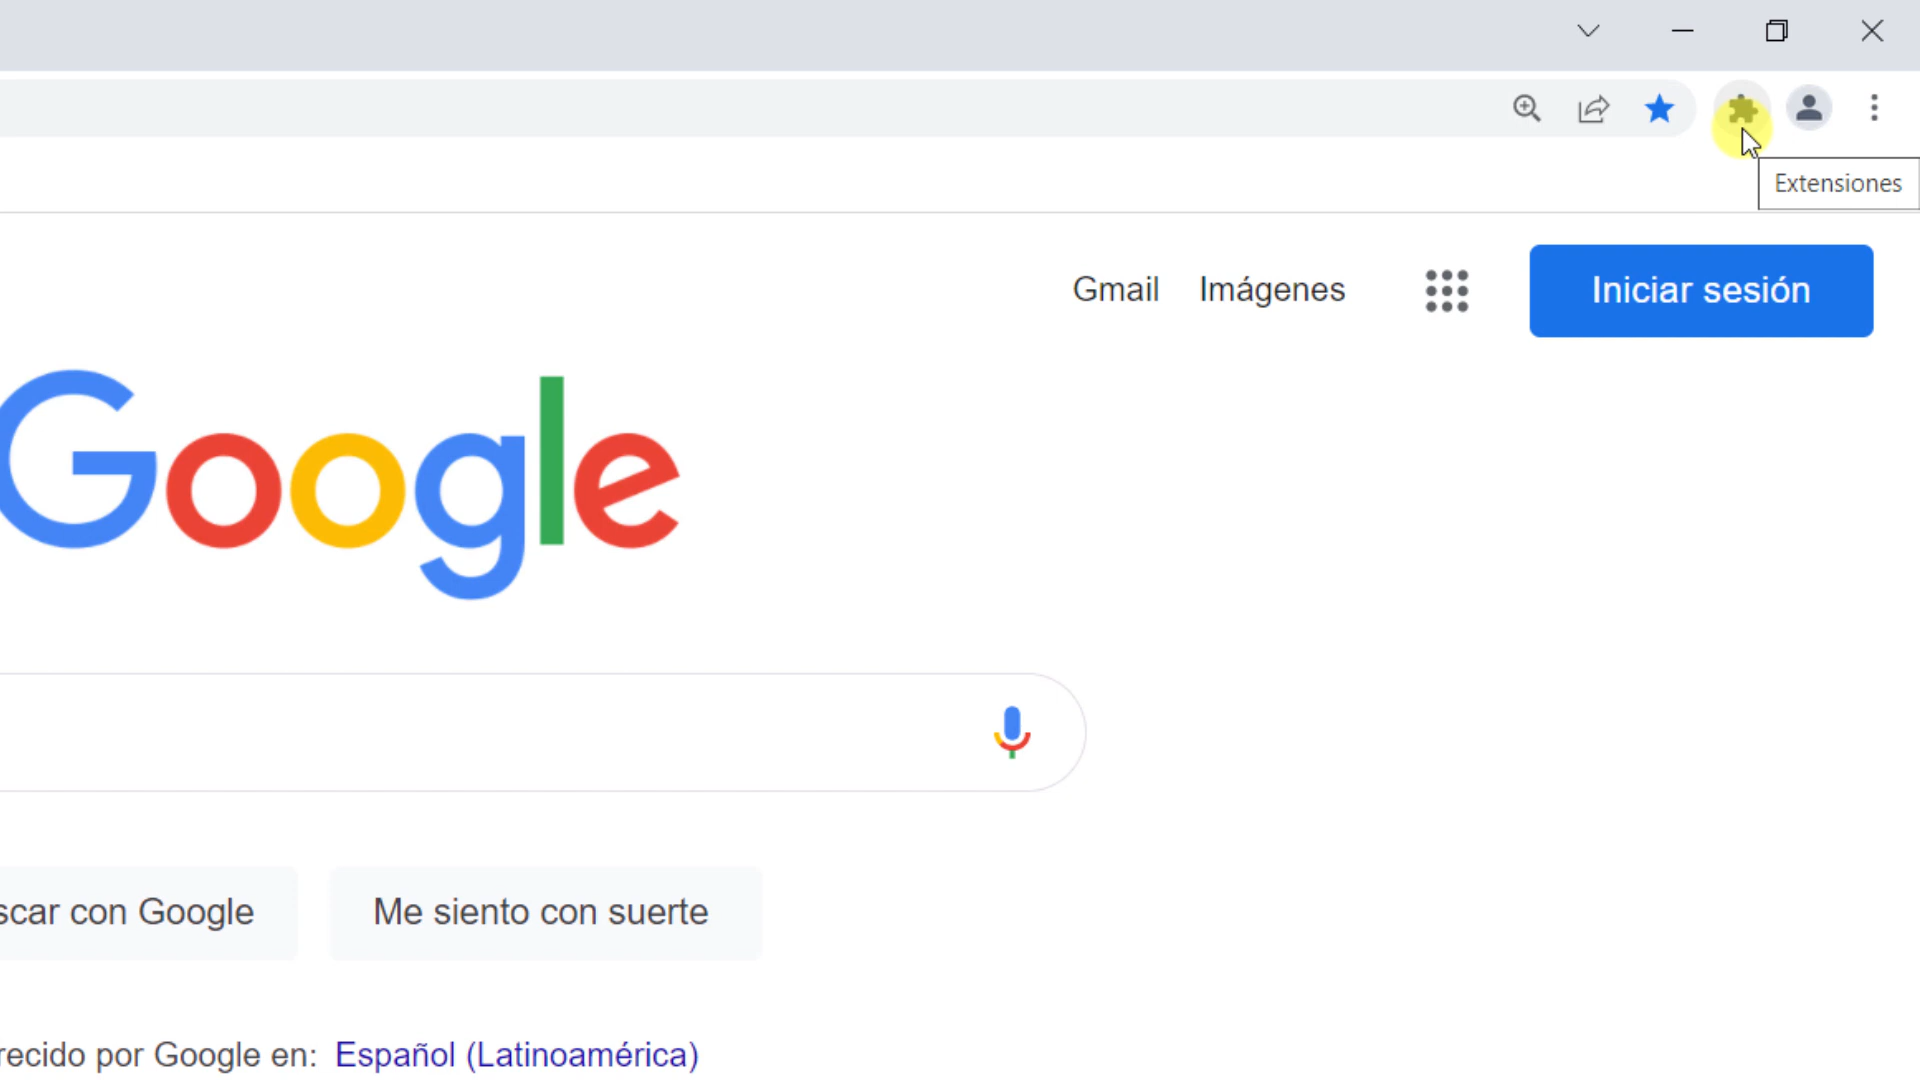 Extensiones
Gmail Imágenes Iniciar sesión
Google
scar con Google Me siento con suerte
recido por Google en: Español (Latinoamérica)